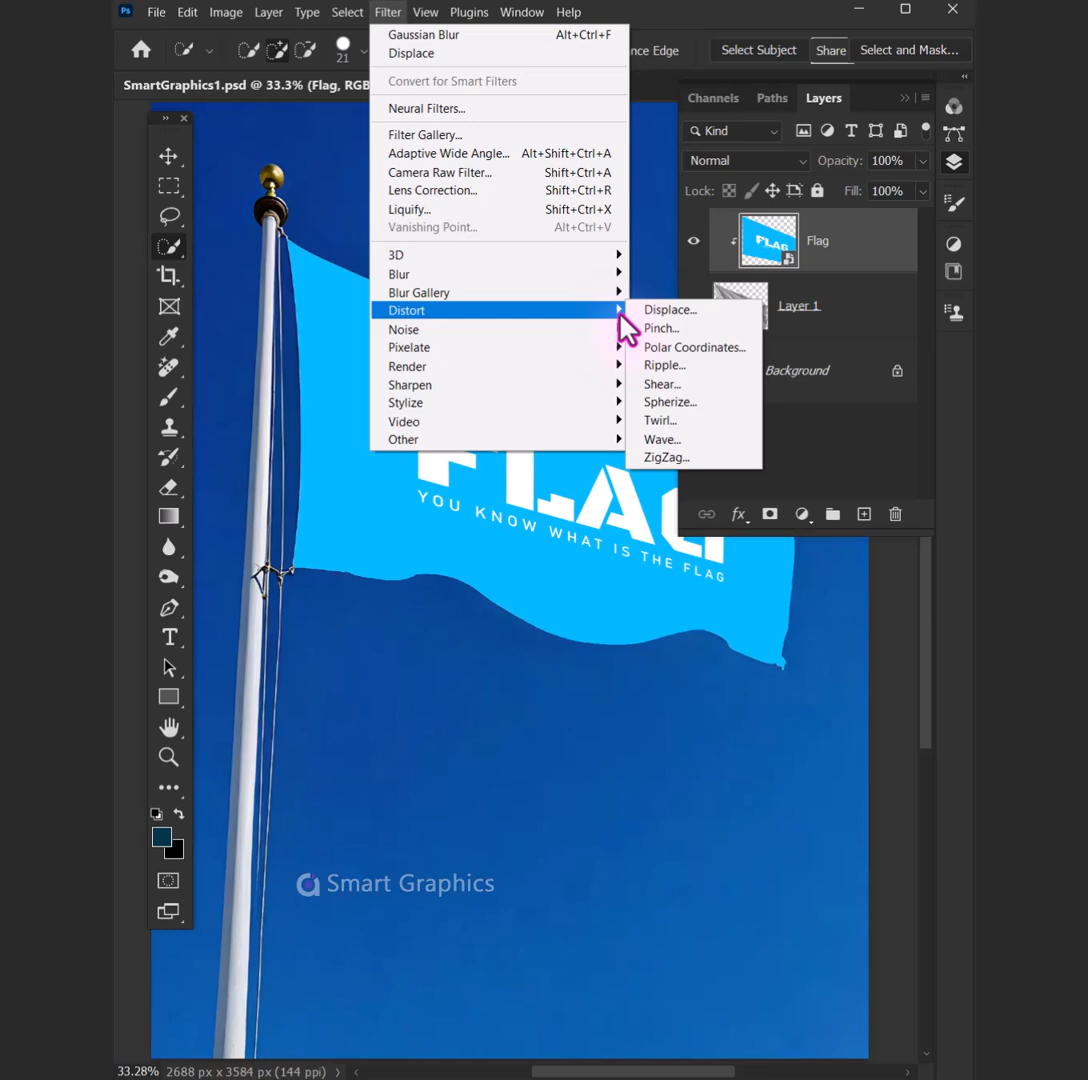 Ps File Edit Image Layer Type Select Filter View Plugins Window Help
21
nce Edge Select Subject Share Select and Mask...
SmartGraphics1.psd @ 33.3% (Flag, RGB
Gaussian Blur Alt+Ctrl+F
Displace
Convert for Smart Filters
Neural Filters...
Filter Gallery...
Adaptive Wide Angle... Alt+Shift+Ctrl+A
Camera Raw Filter... Shift+Ctrl+A
Lens Correction... Shift+Ctrl+R
Liquify... Shift+Ctrl+X
Vanishing Point... Alt+Ctrl+V
3D
Blur
Blur Gallery
Distort
Noise
Pixelate
Render
Sharpen
Stylize
Video
Other
Displace...
Pinch...
Polar Coordinates...
Ripple...
Shear...
Spherize...
Twirl...
Wave...
ZigZag...
Channels Paths Layers
Kind
Normal Opacity: 100%
Lock: Fill: 100%
FLAG Flag
Layer 1
Background
fx
FLAG
YOU KNOW WHAT IS THE FLAG
Smart Graphics
33.28% 2688 px x 3584 px (144 ppi)